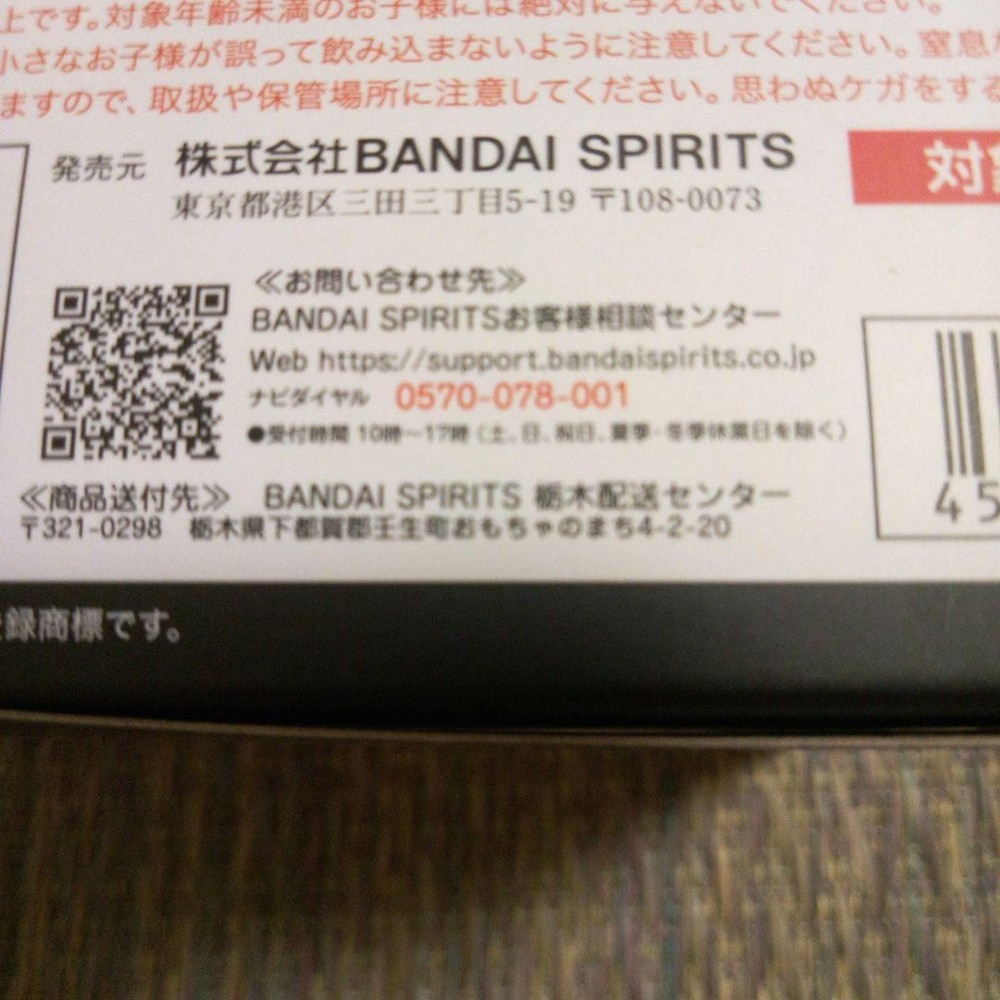 上です。対象年齢未満のお子様には絶対に与えないでください。
小さなお子様が誤って飲み込まないように注意してください。窒息
ますので、取扱や保管場所に注意してください。思わぬケガをする
発売元 株式会社BANDAI SPIRITS
東京都港区三田三丁目5-19 〒108-0073
対象
≪お問い合わせ先≫
BANDAI SPIRITSお客様相談センター
Web https://support.bandaispirits.co.jp
ナビダイヤル 0570-078-001
●受付時間 10時〜17時（土、日、祝日、夏季・冬季休業日を除く）
≪商品送付先≫ BANDAI SPIRITS 栃木配送センター
〒321-0298 栃木県下都賀郡壬生町おもちゃのまち4-2-20
45
録商標です。